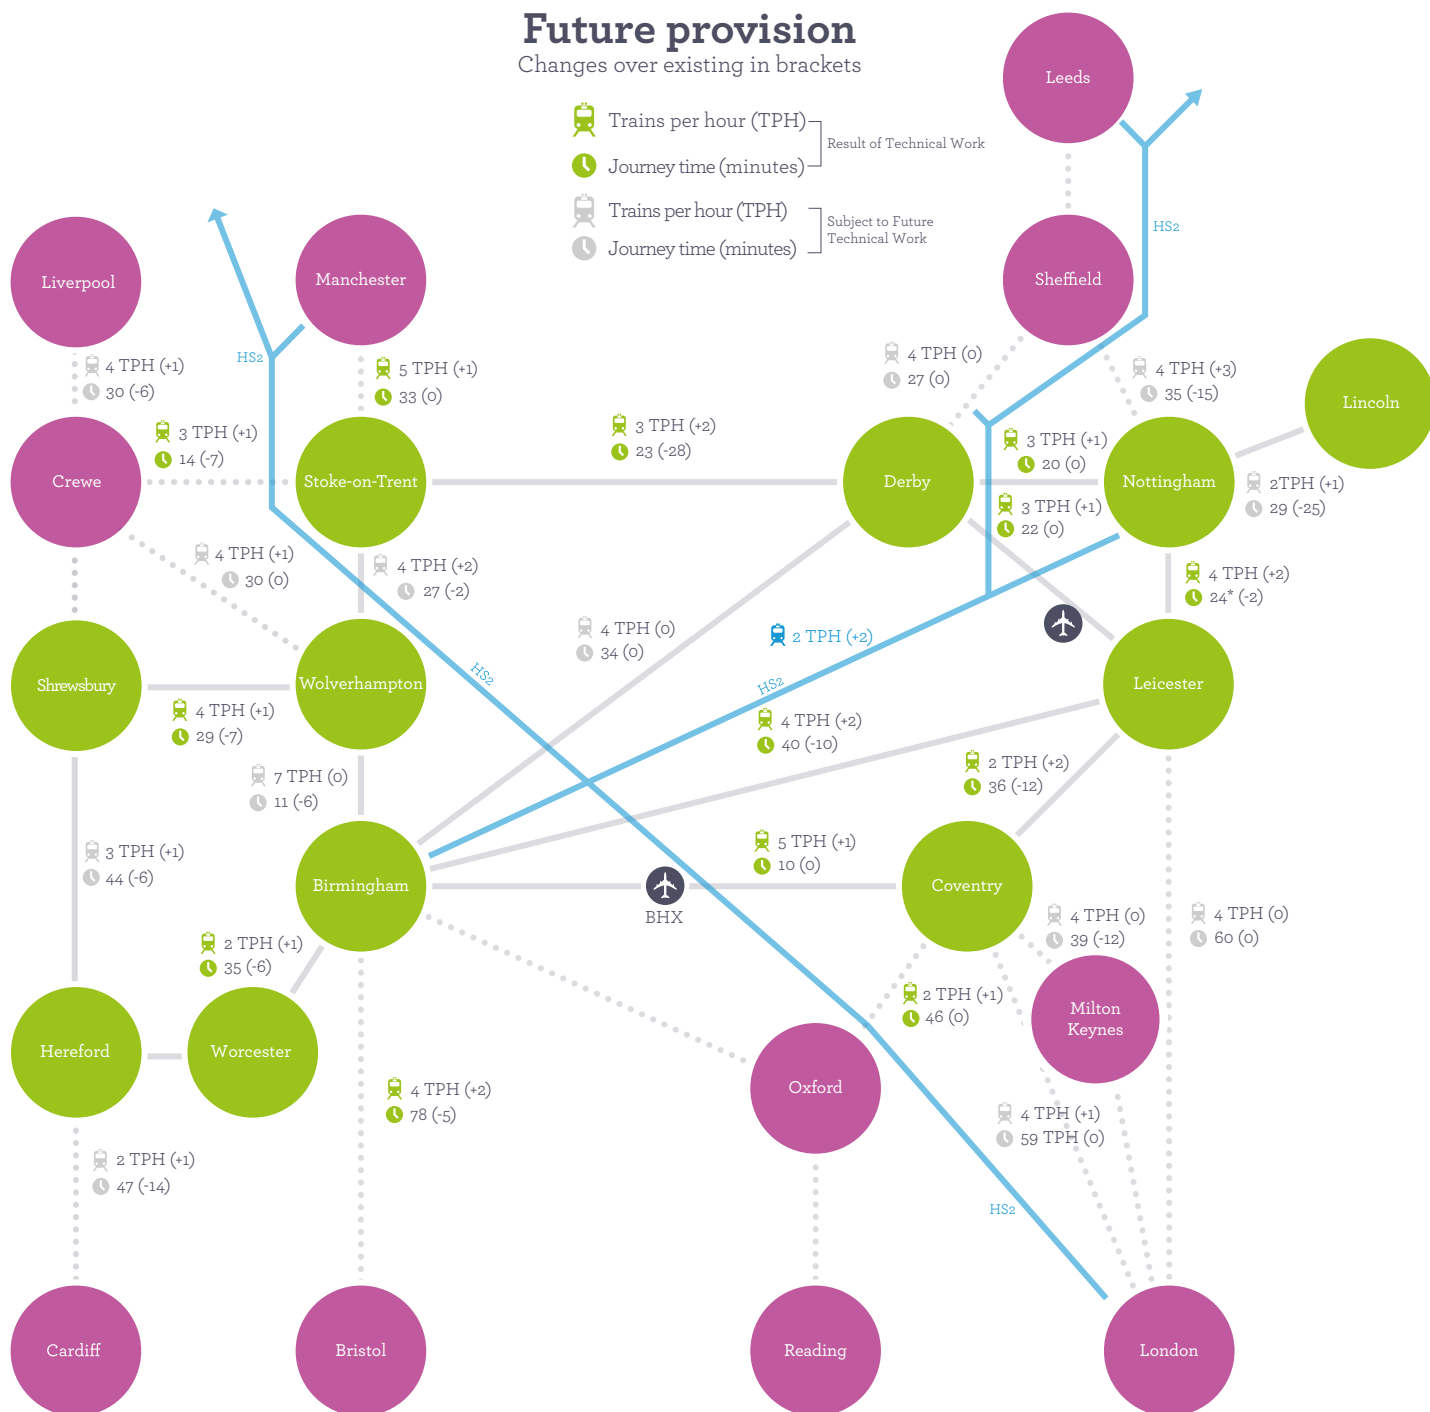 Future provision
Changes over existing in brackets
Trains per hour (TPH)
Journey time (minutes)
Result of Technical Work
Trains per hour (TPH)
Journey time (minutes)
Subject to Future
Technical Work
Leeds
HS2
Liverpool
Manchester
Sheffield
HS2
4 TPH (+1)
30 (-6)
5 TPH (+1)
33 (0)
4 TPH (0)
27 (0)
4 TPH (+3)
35 (-15)
Lincoln
3 TPH (+1)
14 (-7)
3 TPH (+2)
23 (-28)
3 TPH (+1)
20 (0)
Crewe
Stoke-on-Trent
Derby
Nottingham
2TPH (+1)
29 (-25)
3 TPH (+1)
22 (0)
4 TPH (+1)
30 (0)
4 TPH (+2)
27 (-2)
4 TPH (+2)
24* (-2)
4 TPH (0)
34 (0)
2 TPH (+2)
HS2
HS2
Shrewsbury
Wolverhampton
Leicester
4 TPH (+1)
29 (-7)
4 TPH (+2)
40 (-10)
7 TPH (0)
11 (-6)
2 TPH (+2)
36 (-12)
3 TPH (+1)
44 (-6)
5 TPH (+1)
10 (0)
Birmingham
BHX
Coventry
4 TPH (0)
39 (-12)
4 TPH (0)
60 (0)
2 TPH (+1)
35 (-6)
2 TPH (+1)
46 (0)
Milton
Keynes
Hereford
Worcester
Oxford
4 TPH (+2)
78 (-5)
4 TPH (+1)
59 TPH (0)
2 TPH (+1)
47 (-14)
HS2
Cardiff
Bristol
Reading
London